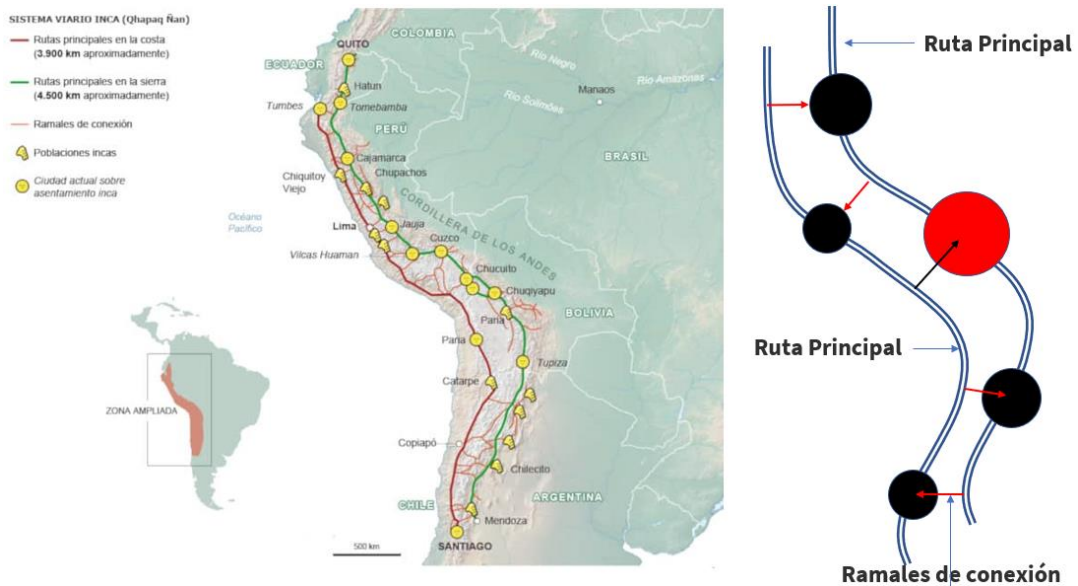 SISTEMA VIARIO INCA (Qhapaq Ñan)
Rutas principales en la costa
(3.900 km aproximadamente)
Rutas principales en la sierra
(4.500 km aproximadamente)
Ramales de conexión
Poblaciones incas
Ciudad actual sobre
asentamiento inca
COLOMBIA
QUITO
ECUADOR
Hatun
Tumbes
Tomebamba
Río Negro
Río Amazonas
Manaos
Río Solimões
PERÚ
BRASIL
Cajamarca
Chupachos
Chiquitoy
Viejo
CORDILLERA DE LOS ANDES
Océano
Pacífico
Lima
Jauja
Cuzco
Vilcas Huaman
Chucuito
Chuqiyapu
Paria
BOLIVIA
Paria
Tupiza
Catarpe
ZONA AMPLIADA
Copiapó
Chilecito
CHILE
ARGENTINA
Mendoza
SANTIAGO
500 km
Ruta Principal
Ruta Principal
Ramales de conexión